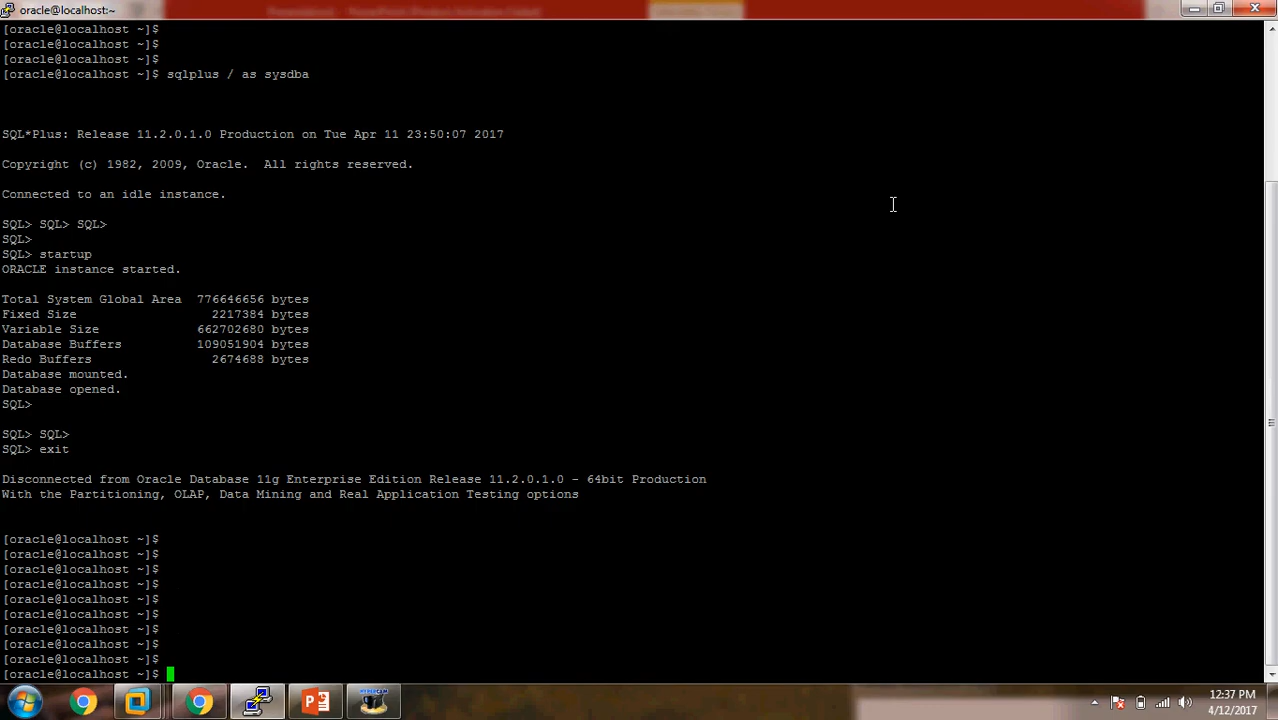 oracle@localhost:~
[oracle@localhost ~]$
[oracle@localhost ~]$
[oracle@localhost ~]$
[oracle@localhost ~]$ sqlplus / as sysdba
SQL*Plus: Release 11.2.0.1.0 Production on Tue Apr 11 23:50:07 2017
Copyright (c) 1982, 2009, Oracle.  All rights reserved.
Connected to an idle instance.
SQL> SQL> SQL>
SQL>
SQL> startup
ORACLE instance started.
Total System Global Area  776646656 bytes
Fixed Size                  2217384 bytes
Variable Size             662702680 bytes
Database Buffers          109051904 bytes
Redo Buffers                2674688 bytes
Database mounted.
Database opened.
SQL>
SQL> SQL>
SQL> exit
Disconnected from Oracle Database 11g Enterprise Edition Release 11.2.0.1.0 - 64bit Production
With the Partitioning, OLAP, Data Mining and Real Application Testing options
[oracle@localhost ~]$
[oracle@localhost ~]$
[oracle@localhost ~]$
[oracle@localhost ~]$
[oracle@localhost ~]$
[oracle@localhost ~]$
[oracle@localhost ~]$
[oracle@localhost ~]$
[oracle@localhost ~]$
[oracle@localhost ~]$
12:37 PM
4/12/2017